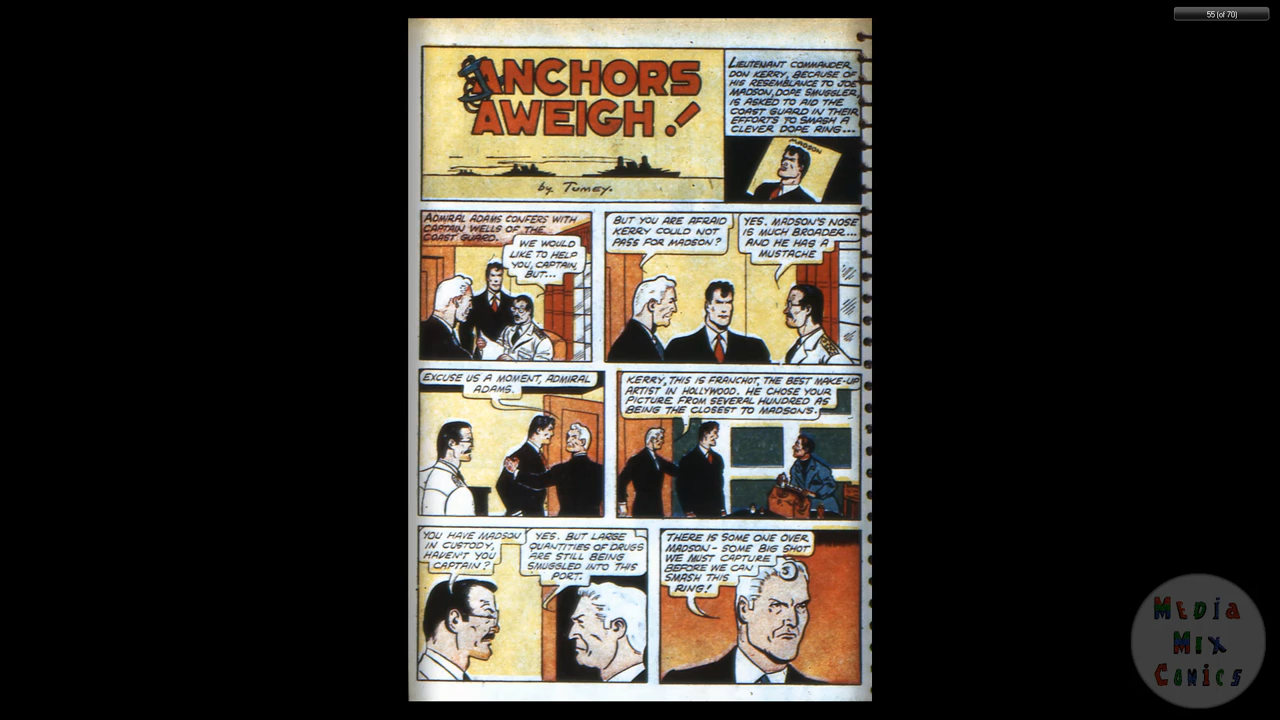 55 (of 70)
ANCHORS
AWEIGH!
by Tumey.
LIEUTENANT COMMANDER
DON KERRY, BECAUSE OF
HIS RESEMBLANCE TO JOE
MADSON, DOPE SMUGGLER,
IS ASKED TO AID THE
COAST GUARD IN THEIR
EFFORTS TO SMASH A
CLEVER DOPE RING...
MADSON
ADMIRAL ADAMS CONFERS WITH
CAPTAIN WELLS OF THE
COAST GUARD.
WE WOULD
LIKE TO HELP
YOU, CAPTAIN,
BUT...
BUT YOU ARE AFRAID
KERRY COULD NOT
PASS FOR MADSON?
YES. MADSON'S NOSE
IS MUCH BROADER...
AND HE HAS A
MUSTACHE
EXCUSE US A MOMENT, ADMIRAL
ADAMS.
KERRY, THIS IS FRANCHOT, THE BEST MAKE-UP
ARTIST IN HOLLYWOOD. HE CHOSE YOUR
PICTURE FROM SEVERAL HUNDRED AS
BEING THE CLOSEST TO MADSON'S.
YOU HAVE MADSON
IN CUSTODY,
HAVEN'T YOU
CAPTAIN?
YES. BUT LARGE
QUANTITIES OF DRUGS
ARE STILL BEING
SMUGGLED INTO THIS
PORT.
THERE IS SOME ONE OVER
MADSON - SOME BIG SHOT
WE MUST CAPTURE
BEFORE WE CAN
SMASH THIS
RING!
MEDiA
MiX
COMiCS